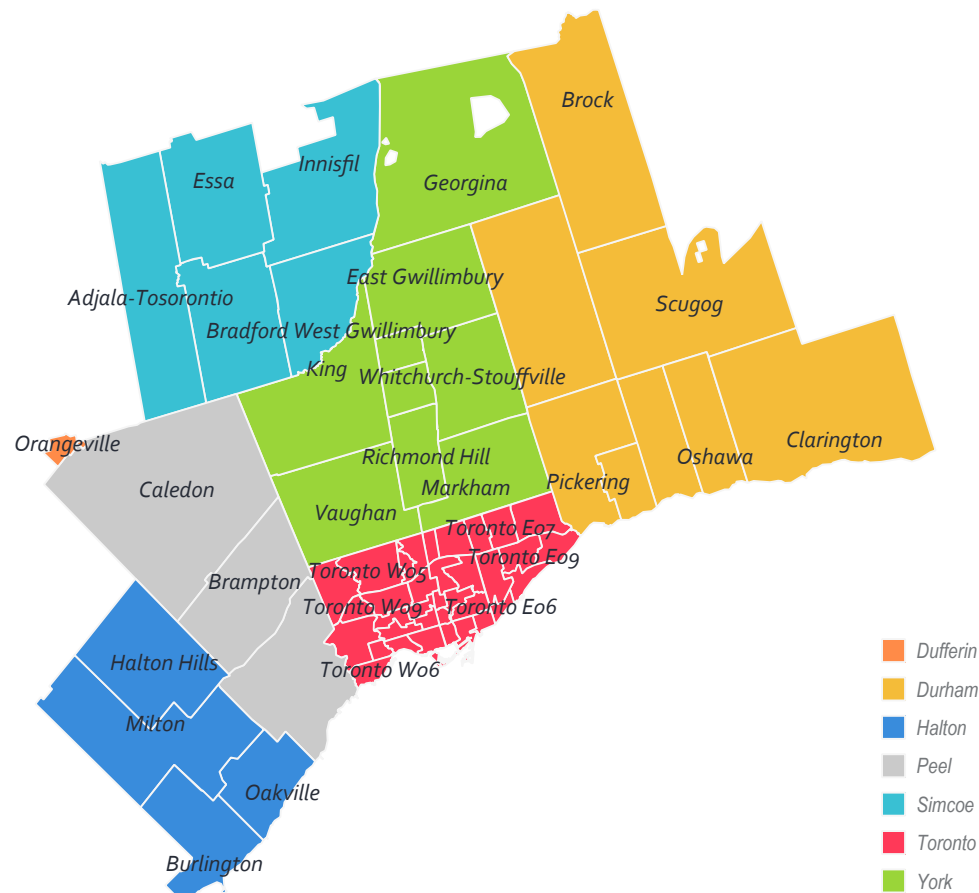 Brock
Innisfil
Essa
Georgina
East Gwillimbury
Adjala-Tosorontio
Scugog
Bradford West Gwillimbury
King
Whitchurch-Stouffville
Orangeville
Clarington
Richmond Hill
Oshawa
Caledon
Markham
Pickering
Vaughan
Toronto E07
Toronto E09
Toronto W05
Brampton
Toronto W09
Toronto E06
Halton Hills
Toronto W06
Milton
Oakville
Burlington
Dufferin
Durham
Halton
Peel
Simcoe
Toronto
York